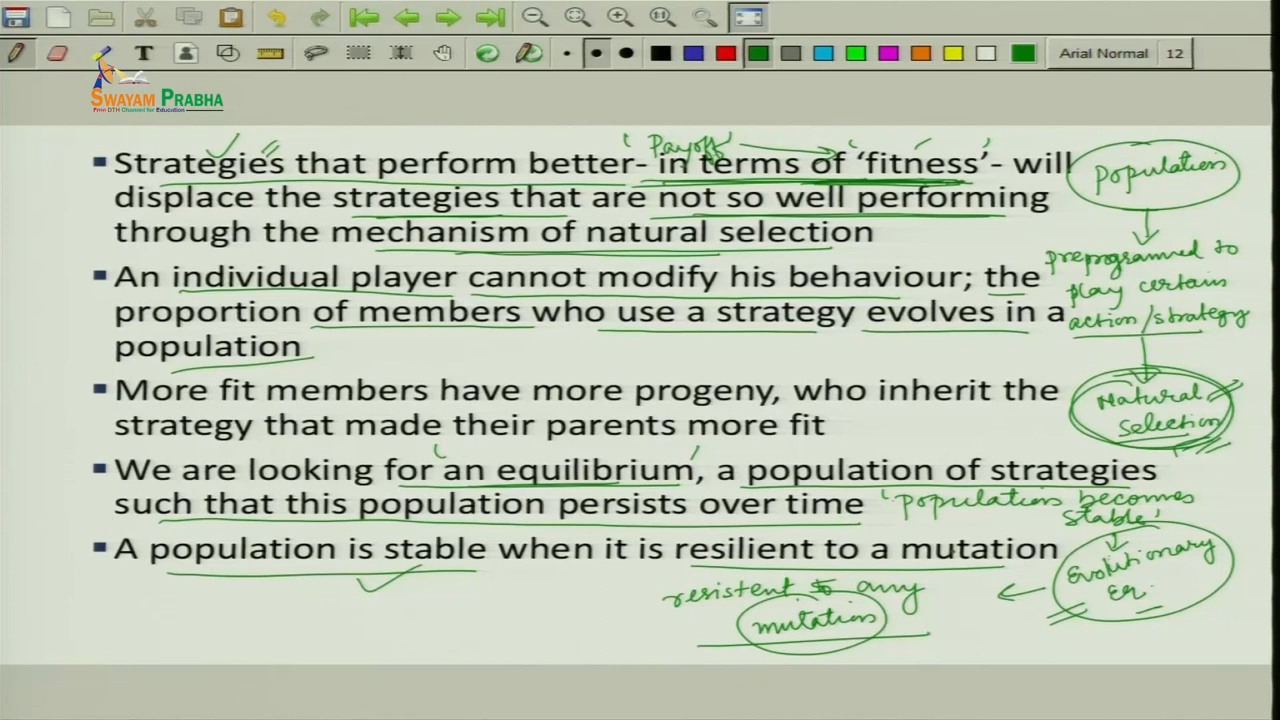 Arial Normal 12
SWAYAM PRABHA
Free DTH Channel for Education
'Payoff'
▪ Strategies that perform better- in terms of 'fitness'- will
displace the strategies that are not so well performing
through the mechanism of natural selection
▪ An individual player cannot modify his behaviour; the
proportion of members who use a strategy evolves in a
population
▪ More fit members have more progeny, who inherit the
strategy that made their parents more fit
▪ We are looking for an equilibrium, a population of strategies
such that this population persists over time
▪ A population is stable when it is resilient to a mutation
Population
preprogrammed to
play certain
action/strategy
Natural
Selection
'Population becomes
stable'
Evolutionary
Eq.
resistent to any
mutation